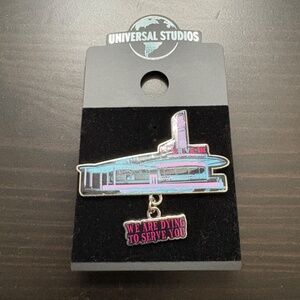 UNIVERSAL STUDIOS
WE ARE DYING
TO SERVE YOU